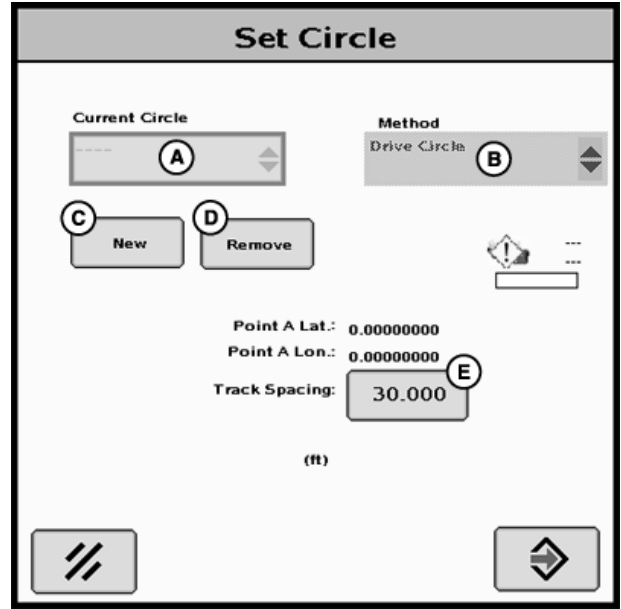 Set Circle
Current Circle
Method
----
A
Drive Circle
B
C
D
New
Remove
---
---
Point A Lat.: 0.00000000
Point A Lon.: 0.00000000
E
Track Spacing: 30.000
(ft)